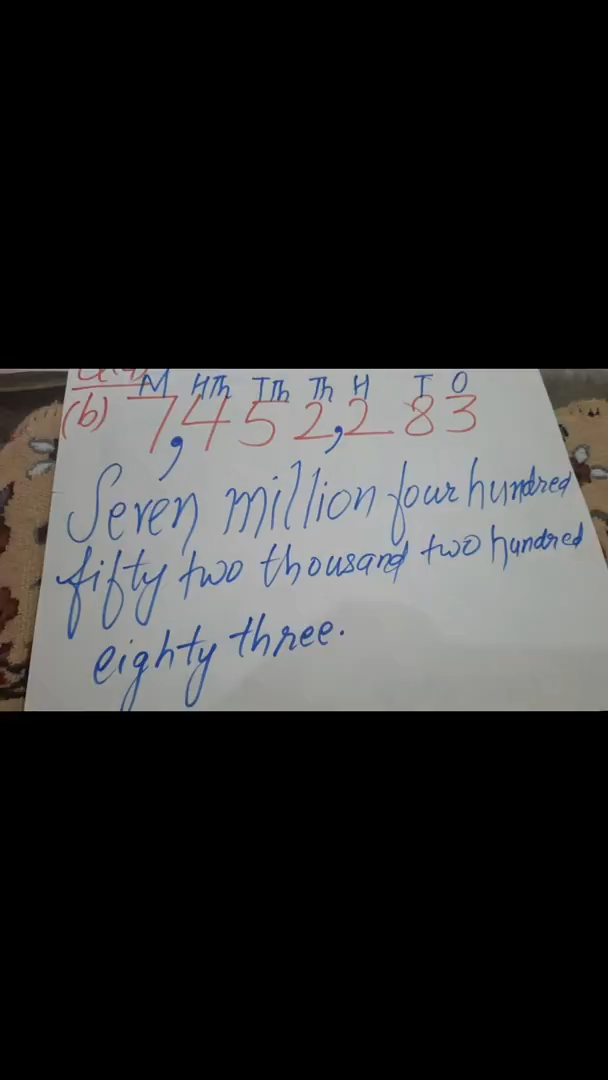 M HTh TTh Th H T O
(b) 7,452,283
Seven million four hundred
fifty two thousand two hundred
eighty three.